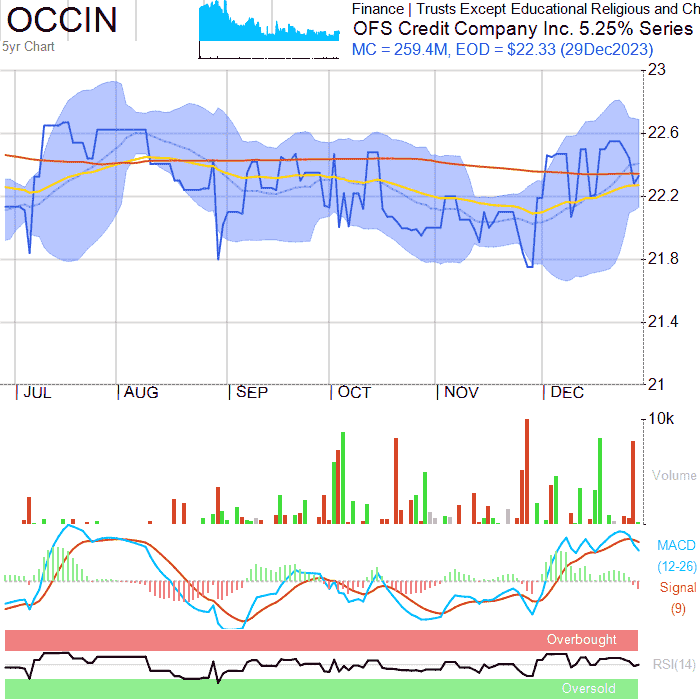 OCCIN
5yr Chart
Finance | Trusts Except Educational Religious and Ch
OFS Credit Company Inc. 5.25% Series
MC = 259.4M, EOD = $22.33 (29Dec2023)
23
22.6
22.2
21.8
21.4
21
JUL
AUG
SEP
OCT
NOV
DEC
10k
Volume
MACD
(12-26)
Signal
(9)
Overbought
RSI(14)
Oversold